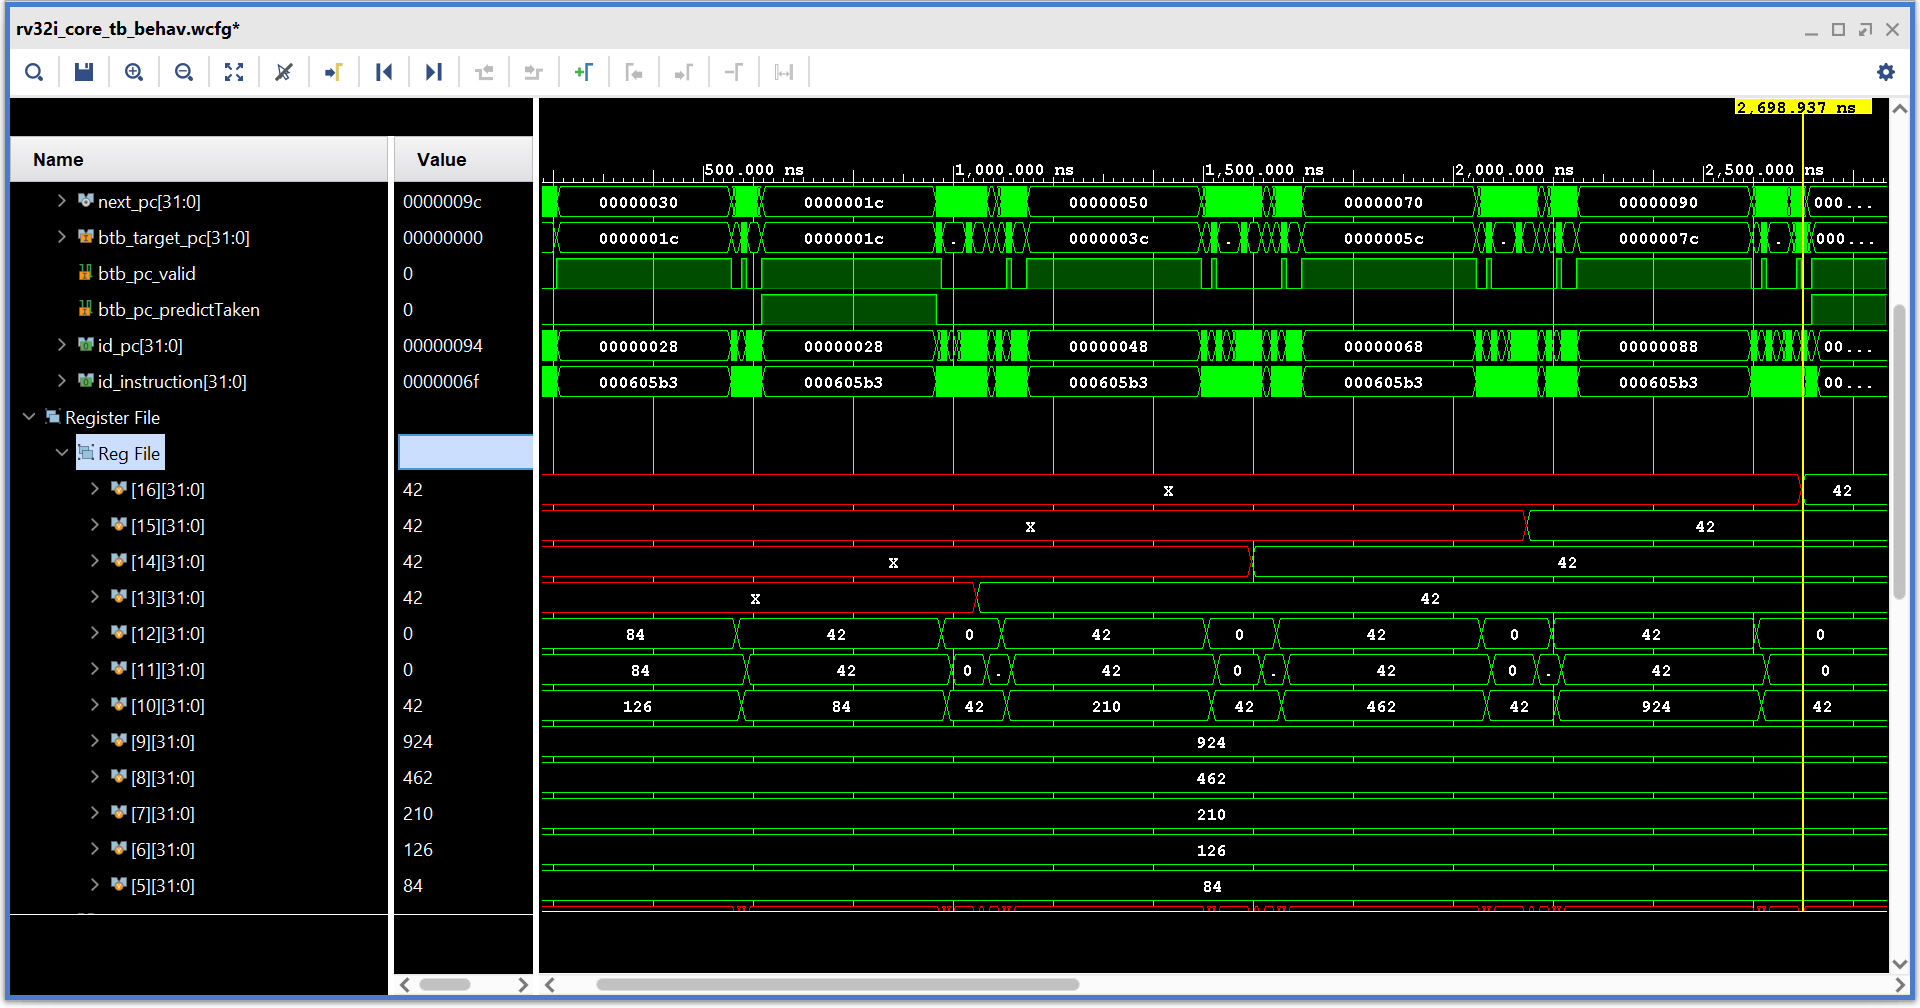 rv32i_core_tb_behav.wcfg*
2,698.937 ns
Name Value
500.000 ns 1,000.000 ns 1,500.000 ns 2,000.000 ns 2,500.000 ns
next_pc[31:0] 0000009c 00000030 0000001c 00000050 00000070 00000090 000...
btb_target_pc[31:0] 00000000 0000001c 0000001c . 0000003c . 0000005c . 0000007c . 000...
btb_pc_valid 0
btb_pc_predictTaken 0
id_pc[31:0] 00000094 00000028 00000028 00000048 00000068 00000088 00...
id_instruction[31:0] 0000006f 000605b3 000605b3 000605b3 000605b3 000605b3 00...
Register File
Reg File
[16][31:0] 42 X 42
[15][31:0] 42 X 42
[14][31:0] 42 X 42
[13][31:0] 42 X 42
[12][31:0] 0 84 42 0 42 0 42 0 42 0
[11][31:0] 0 84 42 0 . 42 0 . 42 0 . 42 0
[10][31:0] 42 126 84 42 210 42 462 42 924 42
[9][31:0] 924 924
[8][31:0] 462 462
[7][31:0] 210 210
[6][31:0] 126 126
[5][31:0] 84 84